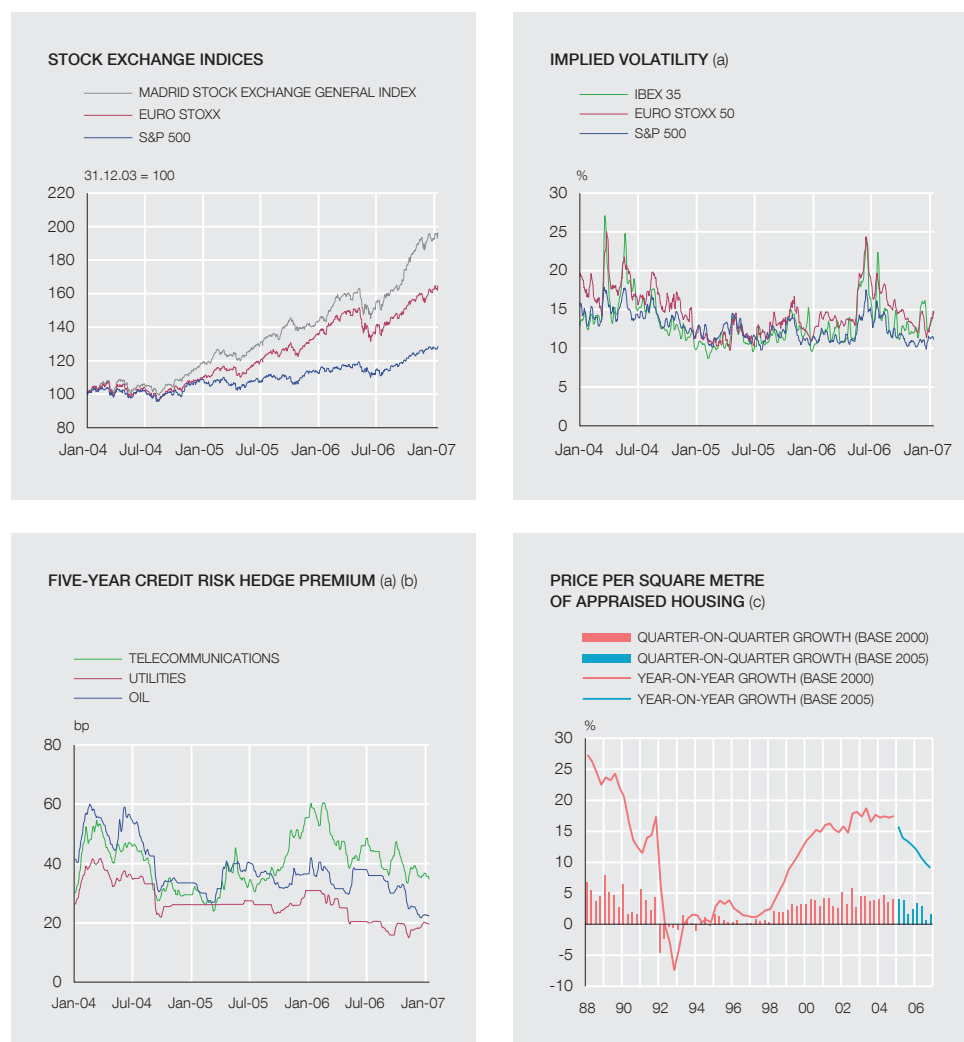 STOCK EXCHANGE INDICES
MADRID STOCK EXCHANGE GENERAL INDEX
EURO STOXX
S&P 500
31.12.03 = 100
220
200
180
160
140
120
100
80
Jan-04 Jul-04 Jan-05 Jul-05 Jan-06 Jul-06 Jan-07
IMPLIED VOLATILITY (a)
IBEX 35
EURO STOXX 50
S&P 500
%
30
25
20
15
10
5
0
Jan-04 Jul-04 Jan-05 Jul-05 Jan-06 Jul-06 Jan-07
FIVE-YEAR CREDIT RISK HEDGE PREMIUM (a) (b)
TELECOMMUNICATIONS
UTILITIES
OIL
bp
80
60
40
20
0
Jan-04 Jul-04 Jan-05 Jul-05 Jan-06 Jul-06 Jan-07
PRICE PER SQUARE METRE
OF APPRAISED HOUSING (c)
QUARTER-ON-QUARTER GROWTH (BASE 2000)
QUARTER-ON-QUARTER GROWTH (BASE 2005)
YEAR-ON-YEAR GROWTH (BASE 2000)
YEAR-ON-YEAR GROWTH (BASE 2005)
%
30
25
20
15
10
5
0
-5
-10
88 90 92 94 96 98 00 02 04 06